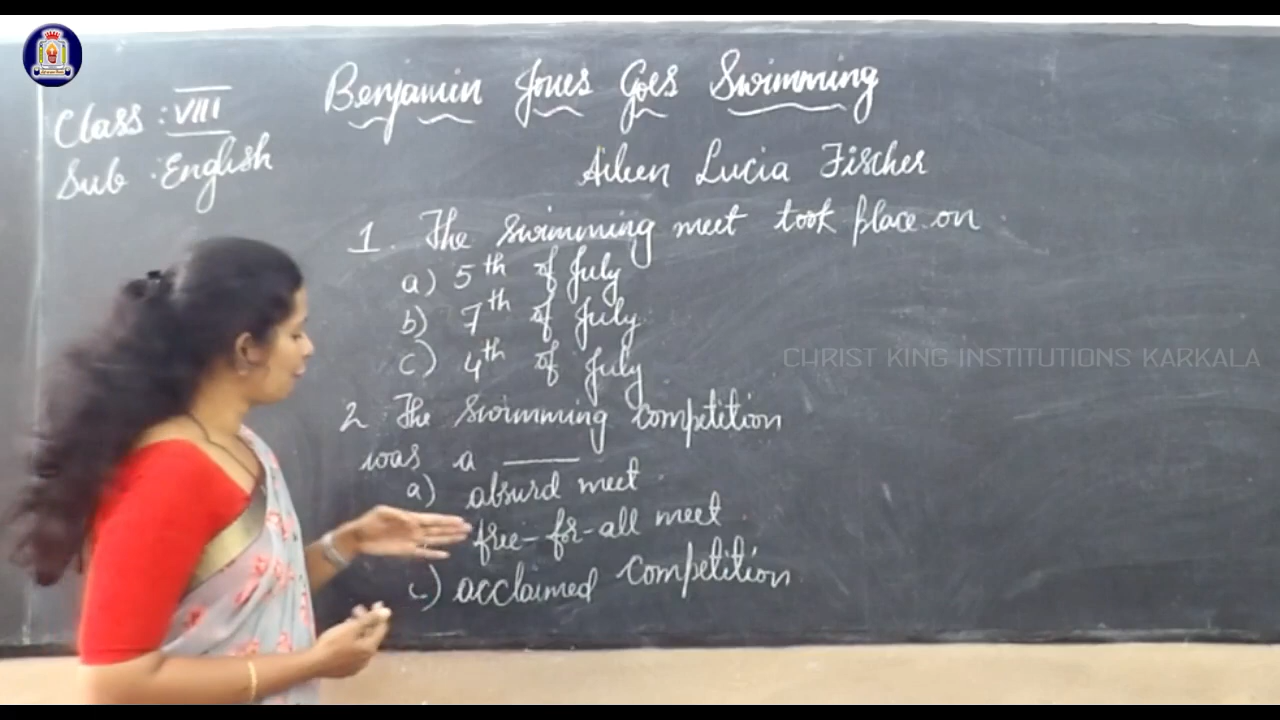 Class : VIII
Sub : English
Benjamin Jones Goes Swimming
Aileen Lucia Fischer
1. The Swimming meet took place on
a) 5th of July
b) 7th of July
c) 4th of July
2. The Swimming competition
was a ____
a) absurd meet
free-for-all meet
c) acclaimed competition
CHRIST KING INSTITUTIONS KARKALA